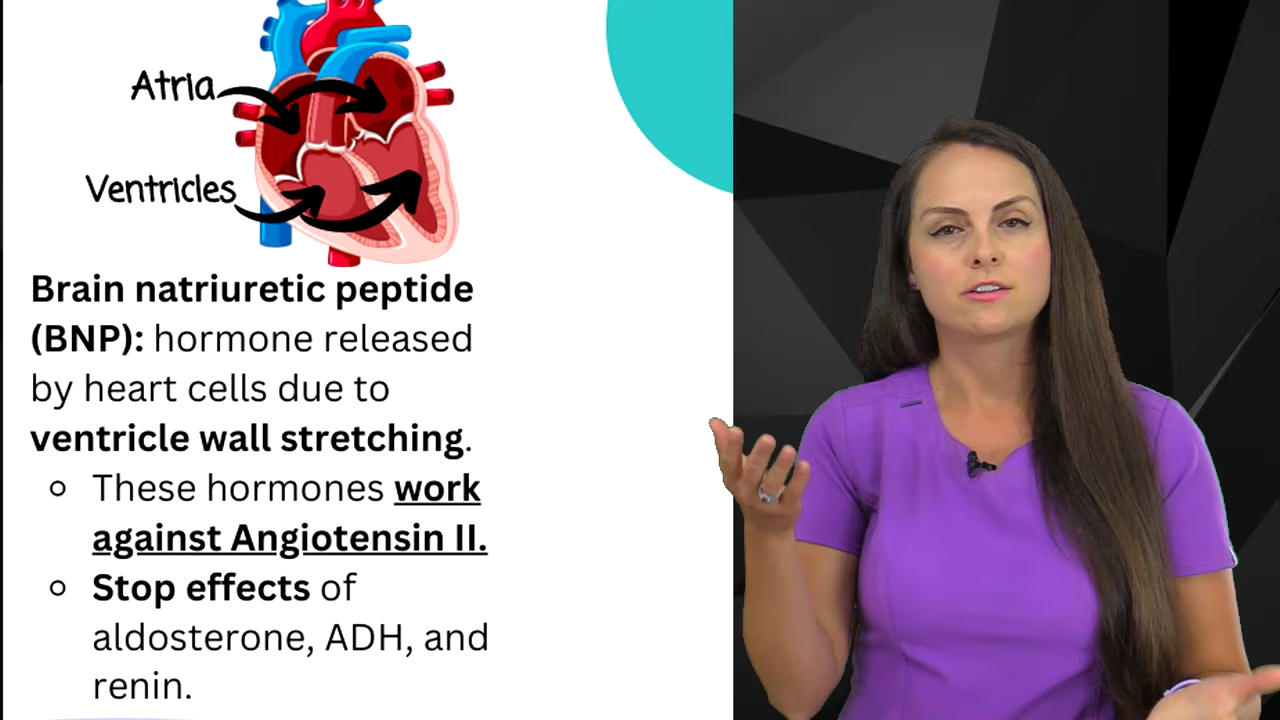 Atria
Ventricles
Brain natriuretic peptide
(BNP): hormone released
by heart cells due to
ventricle wall stretching.
These hormones work
against Angiotensin II.
Stop effects of
aldosterone, ADH, and
renin.